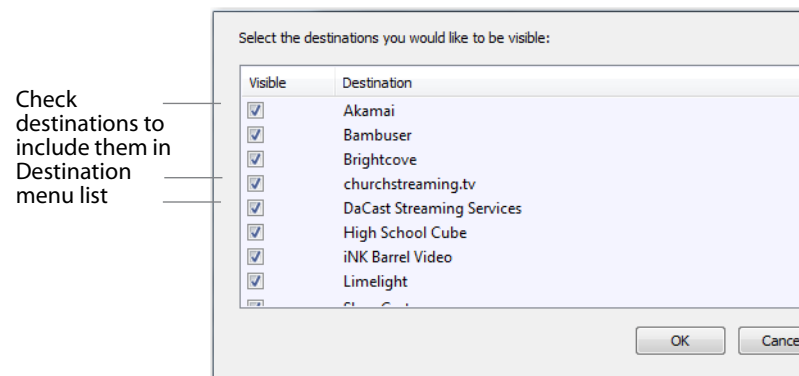 Select the destinations you would like to be visible:
Visible Destination
Check
destinations to
include them in
Destination
menu list
Akamai
Bambuser
Brightcove
churchstreaming.tv
DaCast Streaming Services
High School Cube
iNK Barrel Video
Limelight
OK Cance